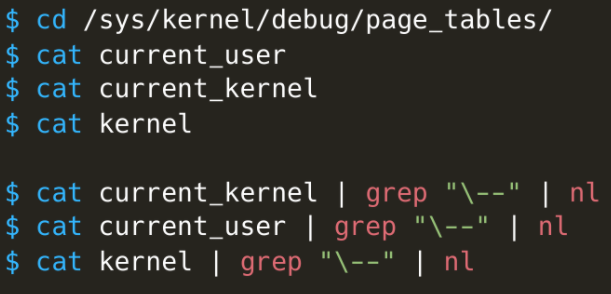 $ cd /sys/kernel/debug/page_tables/
$ cat current_user
$ cat current_kernel
$ cat kernel
$ cat current_kernel | grep "\--" | nl
$ cat current_user | grep "\--" | nl
$ cat kernel | grep "\--" | nl